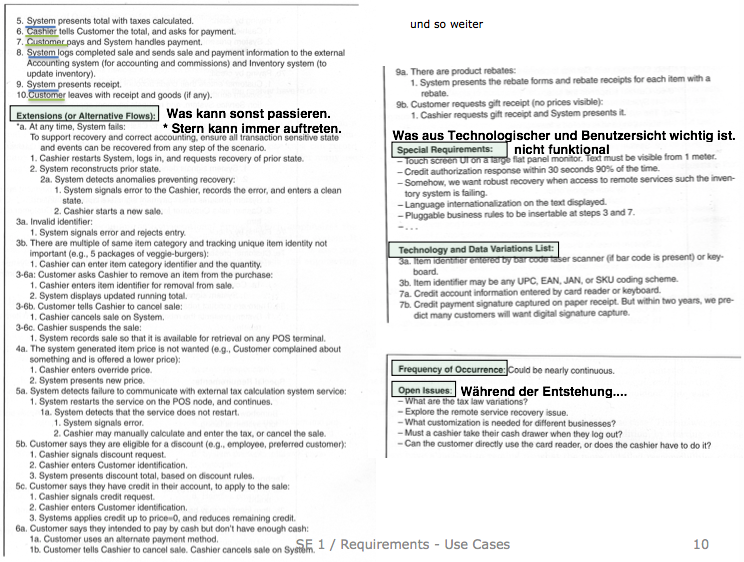 5. System presents total with taxes calculated.
6. Cashier tells Customer the total, and asks for payment.
7. Customer pays and System handles payment.
8. System logs completed sale and sends sale and payment information to the external
Accounting system (for accounting and commissions) and Inventory system (to
update inventory).
9. System presents receipt.
10.Customer leaves with receipt and goods (if any).
Extensions (or Alternative Flows):
Was kann sonst passieren.
* Stern kann immer auftreten.
*a. At any time, System fails:
To support recovery and correct accounting, ensure all transaction sensitive state
and events can be recovered from any step of the scenario.
1. Cashier restarts System, logs in, and requests recovery of prior state.
2. System reconstructs prior state.
2a. System detects anomalies preventing recovery:
1. System signals error to the Cashier, records the error, and enters a clean
state.
2. Cashier starts a new sale.
3a. Invalid identifier:
1. System signals error and rejects entry.
3b. There are multiple of same item category and tracking unique item identity not
important (e.g., 5 packages of veggie-burgers):
1. Cashier can enter item category identifier and the quantity.
3-6a: Customer asks Cashier to remove an item from the purchase:
1. Cashier enters item identifier for removal from sale.
2. System displays updated running total.
3-6b. Customer tells Cashier to cancel sale:
1. Cashier cancels sale on System.
3-6c. Cashier suspends the sale:
1. System records sale so that it is available for retrieval on any POS terminal.
4a. The system generated item price is not wanted (e.g., Customer complained about
something and is offered a lower price):
1. Cashier enters override price.
2. System presents new price.
5a. System detects failure to communicate with external tax calculation system service:
1. System restarts the service on the POS node, and continues.
1a. System detects that the service does not restart.
1. System signals error.
2. Cashier may manually calculate and enter the tax, or cancel the sale.
5b. Customer says they are eligible for a discount (e.g., employee, preferred customer):
1. Cashier signals discount request.
2. Cashier enters Customer identification.
3. System presents discount total, based on discount rules.
5c. Customer says they have credit in their account, to apply to the sale:
1. Cashier signals credit request.
2. Cashier enters Customer identification.
3. Systems applies credit up to price=0, and reduces remaining credit.
6a. Customer says they intended to pay by cash but don't have enough cash:
1a. Customer uses an alternate payment method.
1b. Customer tells Cashier to cancel sale. Cashier cancels sale on System.
und so weiter
9a. There are product rebates:
1. System presents the rebate forms and rebate receipts for each item with a
rebate.
9b. Customer requests gift receipt (no prices visible):
1. Cashier requests gift receipt and System presents it.
Was aus Technologischer und Benutzersicht wichtig ist.
Special Requirements:
nicht funktional
– Touch screen UI on a large flat panel monitor. Text must be visible from 1 meter.
– Credit authorization response within 30 seconds 90% of the time.
– Somehow, we want robust recovery when access to remote services such the inven-
tory system is failing.
– Language internationalization on the text displayed.
– Pluggable business rules to be insertable at steps 3 and 7.
– . . .
Technology and Data Variations List:
3a. Item identifier entered by bar code laser scanner (if bar code is present) or key-
board.
3b. Item identifier may be any UPC, EAN, JAN, or SKU coding scheme.
7a. Credit account information entered by card reader or keyboard.
7b. Credit payment signature captured on paper receipt. But within two years, we pre-
dict many customers will want digital signature capture.
Frequency of Occurrence: Could be nearly continuous.
Open Issues:
Während der Entstehung....
– What are the tax law variations?
– Explore the remote service recovery issue.
– What customization is needed for different businesses?
– Must a cashier take their cash drawer when they log out?
– Can the customer directly use the card reader, or does the cashier have to do it?
SE 1 / Requirements - Use Cases
10